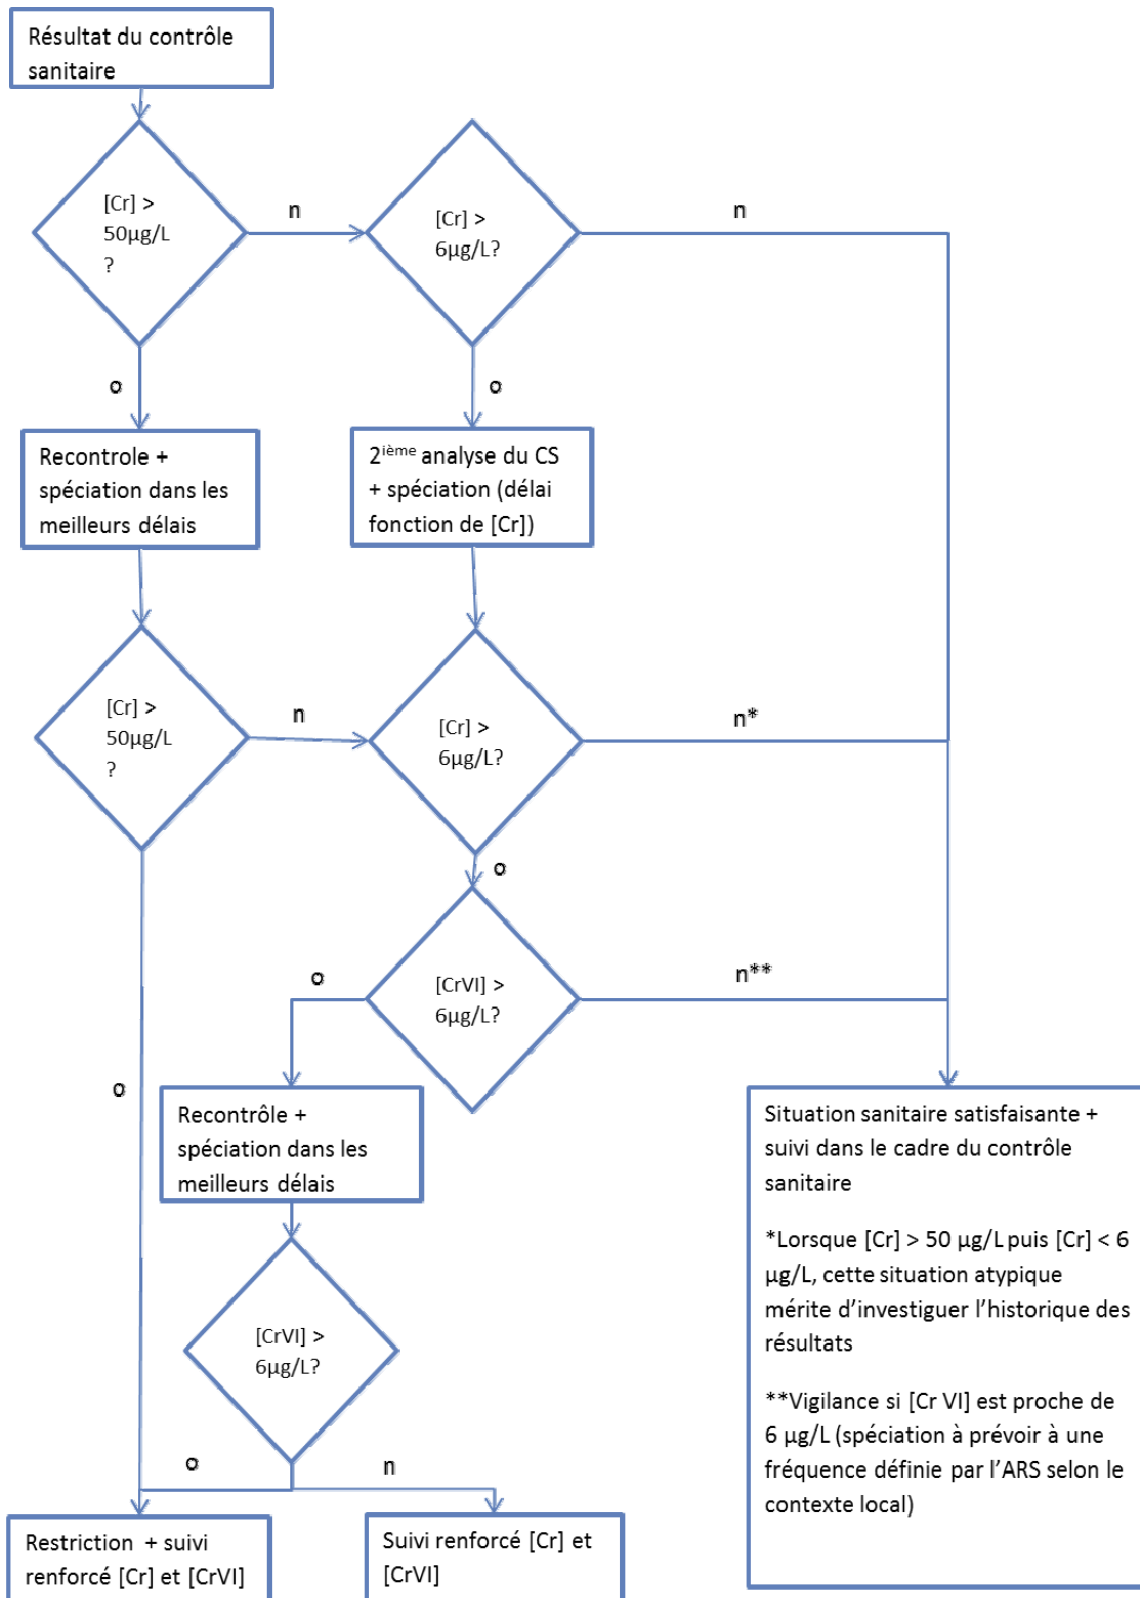 Résultat du contrôle
sanitaire
[Cr] >
50µg/L
?
n
[Cr] >
6µg/L?
n
o
o
Recontrole +
spéciation dans les
meilleurs délais
2ième analyse du CS
+ spéciation (délai
fonction de [Cr])
[Cr] >
50µg/L
?
n
[Cr] >
6µg/L?
n*
o
[CrVI] >
6µg/L?
o
n**
o
Recontrôle +
spéciation dans les
meilleurs délais
[CrVI] >
6µg/L?
o
n
Restriction + suivi
renforcé [Cr] et [CrVI]
Suivi renforcé [Cr] et
[CrVI]
Situation sanitaire satisfaisante +
suivi dans le cadre du contrôle
sanitaire
*Lorsque [Cr] > 50 µg/L puis [Cr] < 6
µg/L, cette situation atypique
mérite d'investiguer l'historique des
résultats
**Vigilance si [Cr VI] est proche de
6 µg/L (spéciation à prévoir à une
fréquence définie par l'ARS selon le
contexte local)